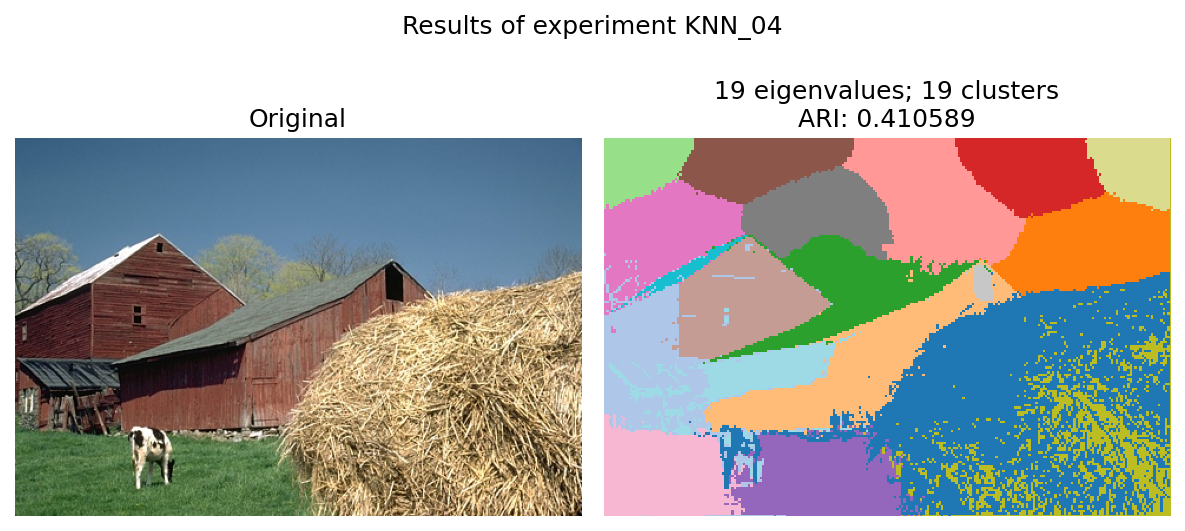 Results of experiment KNN_04
Original
19 eigenvalues; 19 clusters
ARI: 0.410589